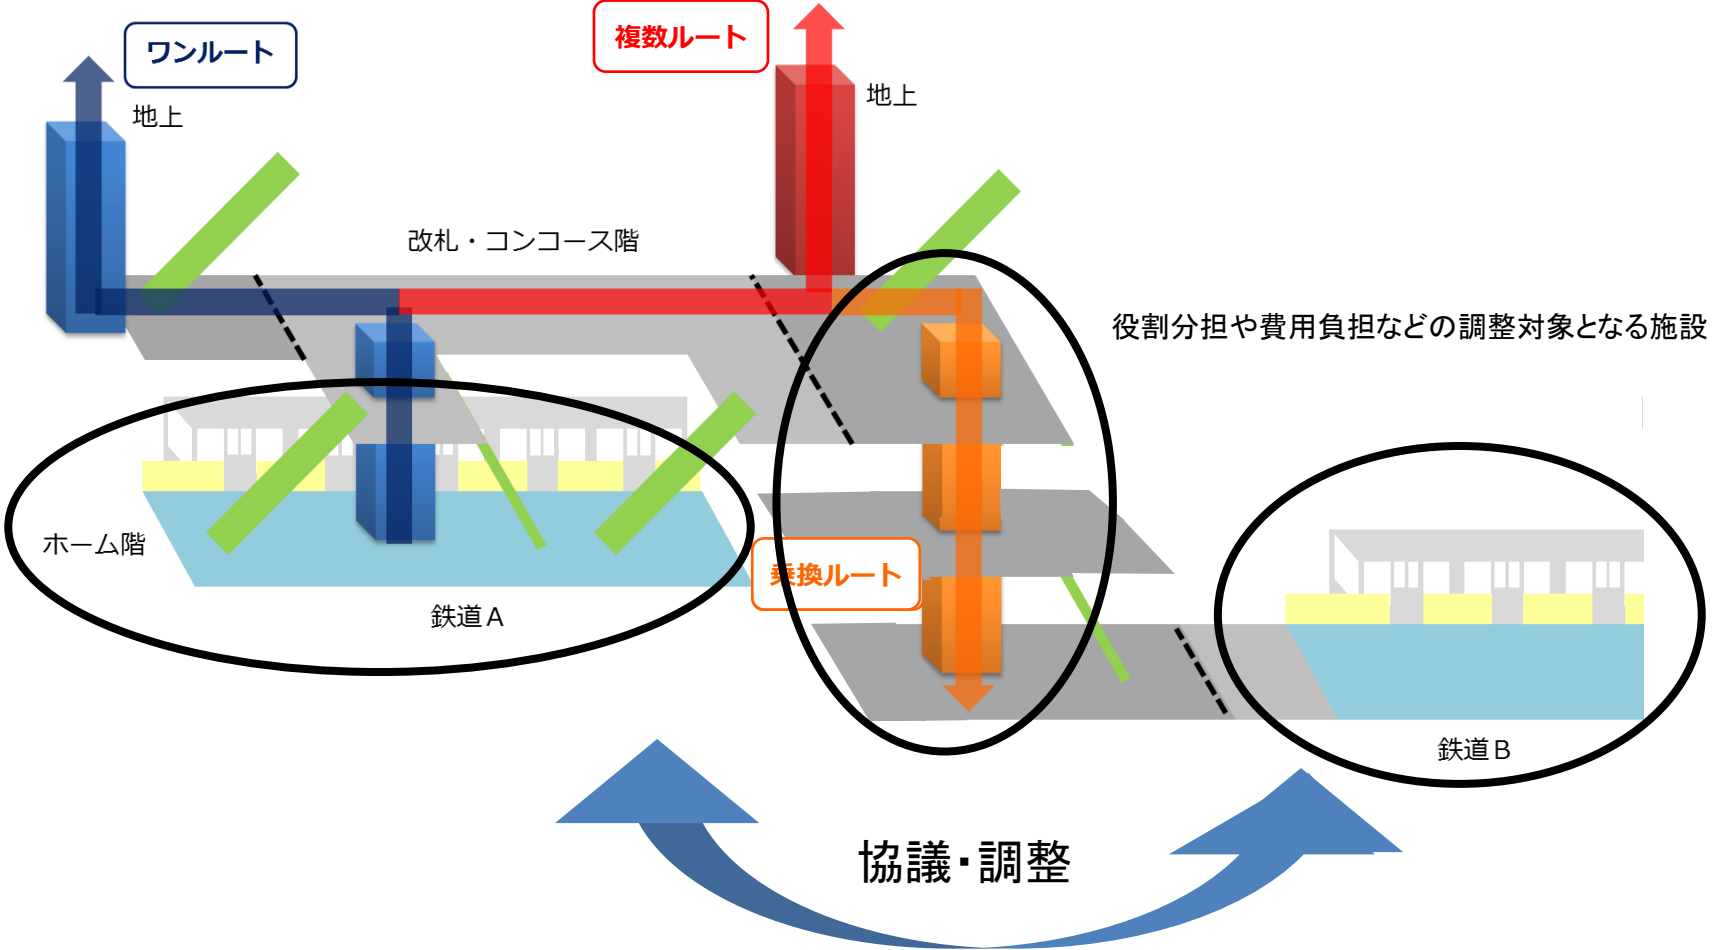 複数ルート
ワンルート
地上
地上
改札・コンコース階
役割分担や費用負担などの調整対象となる施設
ホーム階
乗換ルート
鉄道A
鉄道B
協議・調整